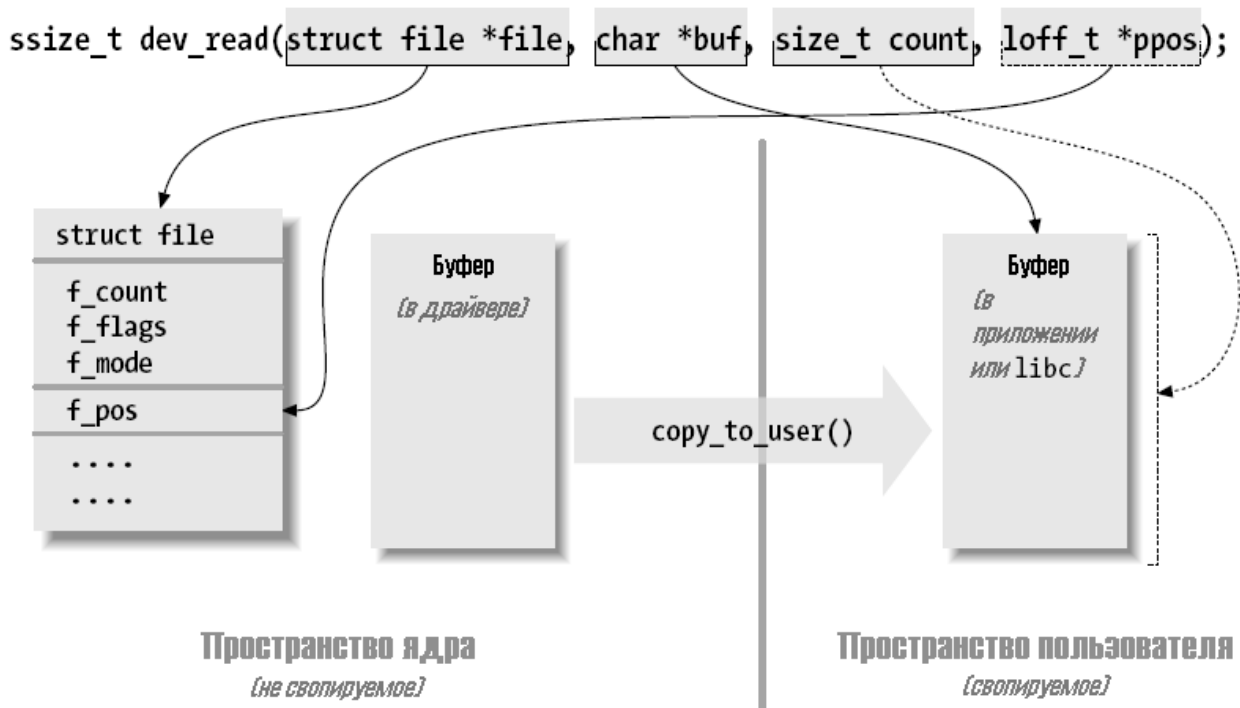 ssize_t dev_read(struct file *file, char *buf, size_t count, loff_t *ppos);
struct file
f_count
f_flags
f_mode
f_pos
....
....
Буфер
(в драйвере)
copy_to_user()
Буфер
(в
приложении
или libc)
Пространство ядра
(не свопируемое)
Пространство пользователя
(свопируемое)